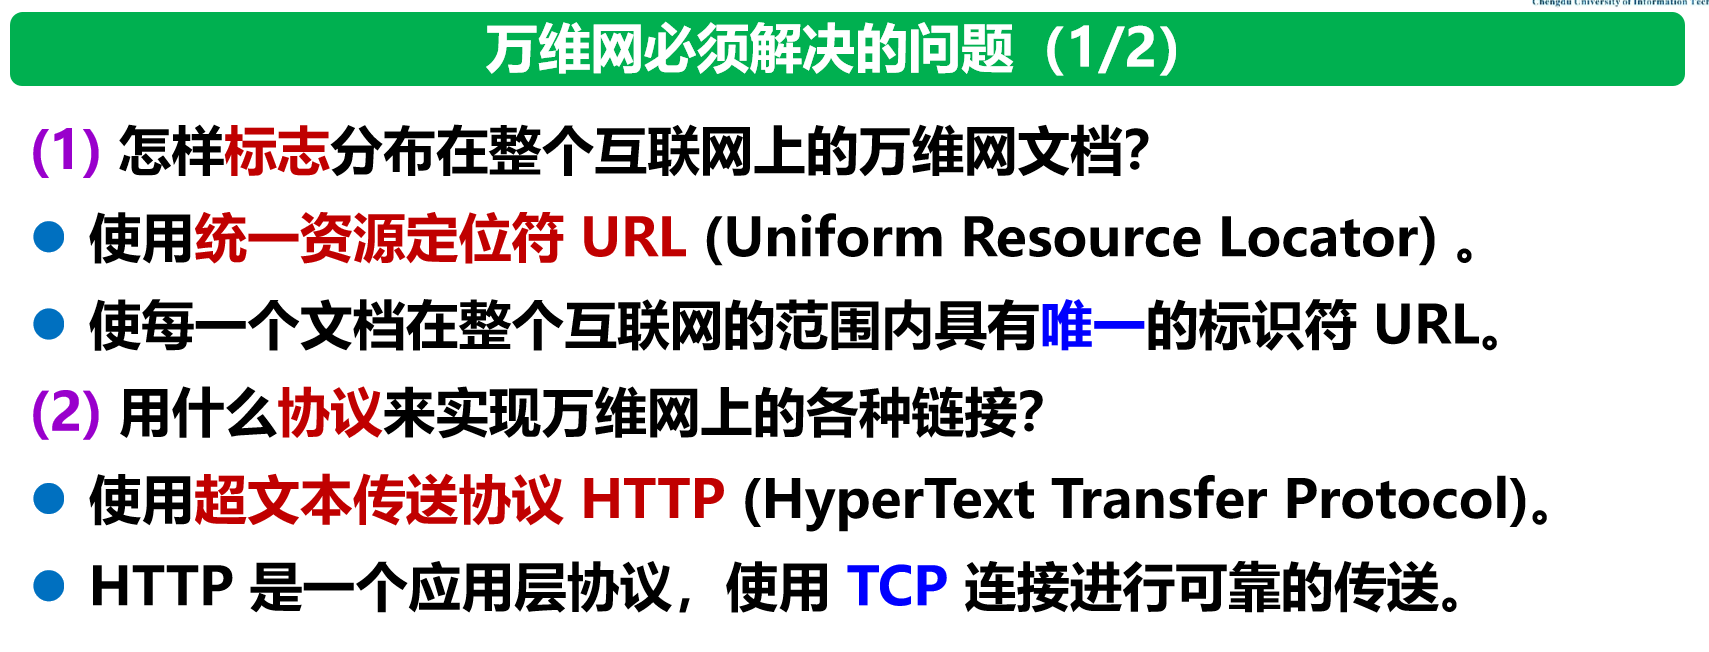 Chengdu University of Information Tech
万维网必须解决的问题（1/2）
(1) 怎样标志分布在整个互联网上的万维网文档？
● 使用统一资源定位符 URL (Uniform Resource Locator) 。
● 使每一个文档在整个互联网的范围内具有唯一的标识符 URL。
(2) 用什么协议来实现万维网上的各种链接？
● 使用超文本传送协议 HTTP (HyperText Transfer Protocol)。
● HTTP 是一个应用层协议，使用 TCP 连接进行可靠的传送。